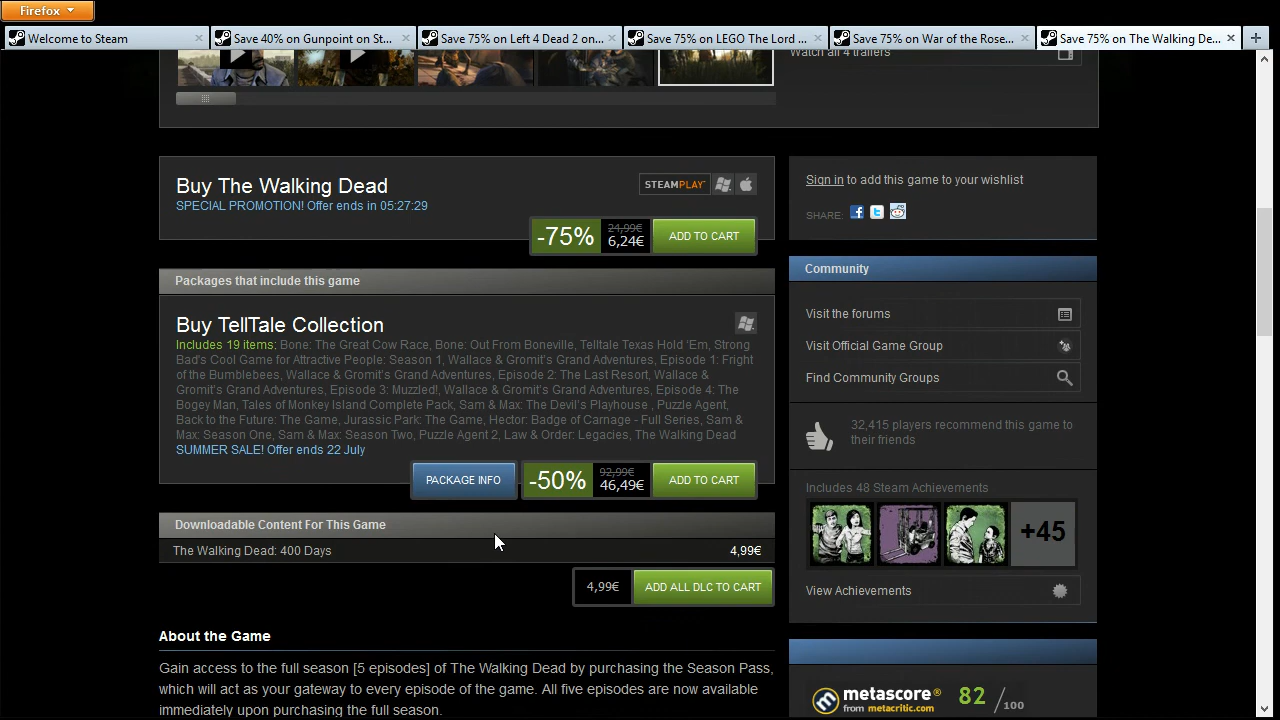 Firefox
Welcome to Steam
Save 40% on Gunpoint on St...
Save 75% on Left 4 Dead 2 on...
Save 75% on LEGO The Lord ...
Save 75% on War of the Rose...
Save 75% on The Walking De...
Watch all 4 trailers
Buy The Walking Dead
STEAMPLAY
SPECIAL PROMOTION! Offer ends in 05:27:29
-75%
24,99€
6,24€
ADD TO CART
Packages that include this game
Buy TellTale Collection
Includes 19 items: Bone: The Great Cow Race, Bone: Out From Boneville, Telltale Texas Hold 'Em, Strong
Bad's Cool Game for Attractive People: Season 1, Wallace & Gromit's Grand Adventures, Episode 1: Fright
of the Bumblebees, Wallace & Gromit's Grand Adventures, Episode 2: The Last Resort, Wallace &
Gromit's Grand Adventures, Episode 3: Muzzled!, Wallace & Gromit's Grand Adventures, Episode 4: The
Bogey Man, Tales of Monkey Island Complete Pack, Sam & Max: The Devil's Playhouse , Puzzle Agent,
Back to the Future: The Game, Jurassic Park: The Game, Hector: Badge of Carnage - Full Series, Sam &
Max: Season One, Sam & Max: Season Two, Puzzle Agent 2, Law & Order: Legacies, The Walking Dead
SUMMER SALE! Offer ends 22 July
PACKAGE INFO
-50%
92,99€
46,49€
ADD TO CART
Downloadable Content For This Game
The Walking Dead: 400 Days
4,99€
4,99€
ADD ALL DLC TO CART
About the Game
Gain access to the full season [5 episodes] of The Walking Dead by purchasing the Season Pass,
which will act as your gateway to every episode of the game. All five episodes are now available
immediately upon purchasing the full season.
Sign in to add this game to your wishlist
SHARE:
Community
Visit the forums
Visit Official Game Group
Find Community Groups
32,415 players recommend this game to
their friends
Includes 48 Steam Achievements
+45
View Achievements
metascore®
from metacritic.com
82 /100